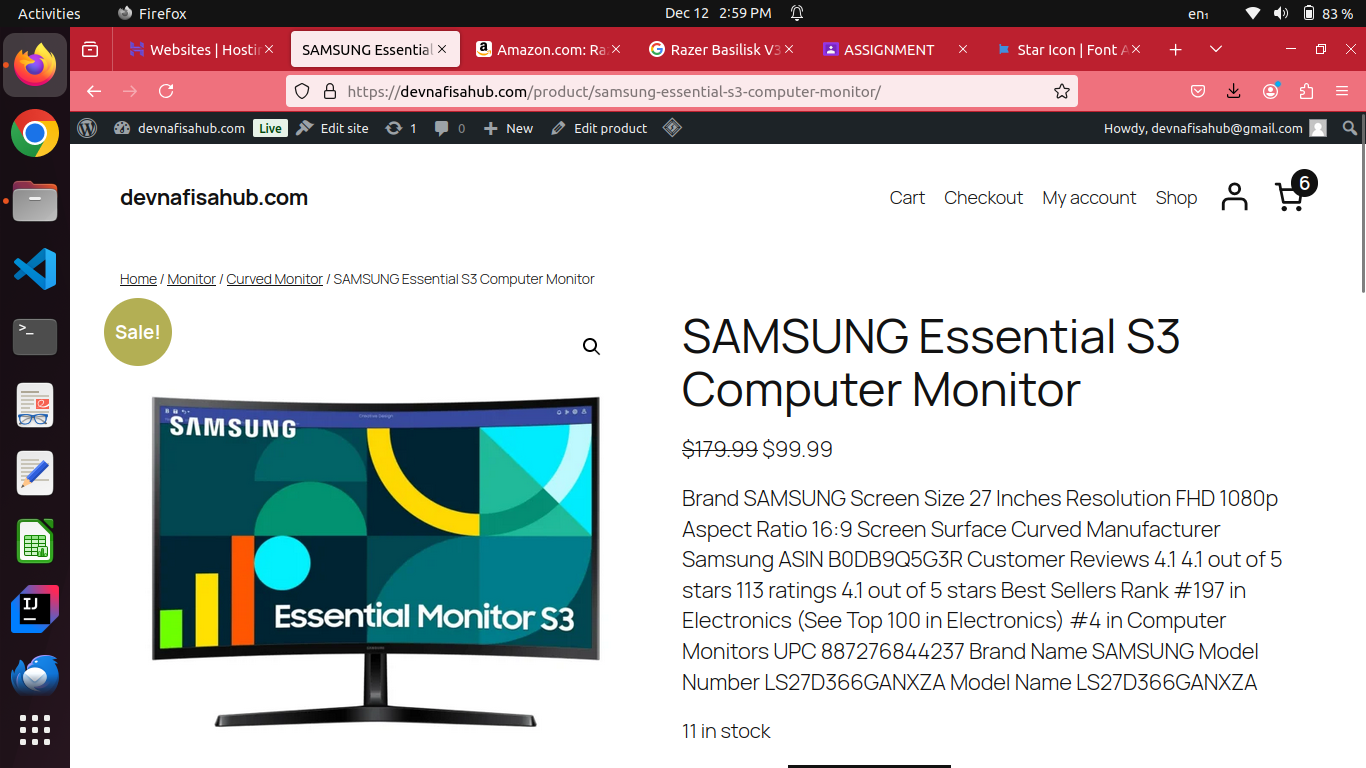 Activities
Firefox
Dec 12 2:59 PM
en₁
83 %
Websites | Hostin
SAMSUNG Essential
Amazon.com: Ra
Razer Basilisk V3
ASSIGNMENT
Star Icon | Font A
https://devnafisahub.com/product/samsung-essential-s3-computer-monitor/
devnafisahub.com
Live
Edit site
1
0
New
Edit product
Howdy, devnafisahub@gmail.com
devnafisahub.com
Cart
Checkout
My account
Shop
6
Home / Monitor / Curved Monitor / SAMSUNG Essential S3 Computer Monitor
Sale!
Creative Design
SAMSUNG
Essential Monitor S3
SAMSUNG Essential S3
Computer Monitor
$179.99 $99.99
Brand SAMSUNG Screen Size 27 Inches Resolution FHD 1080p
Aspect Ratio 16:9 Screen Surface Curved Manufacturer
Samsung ASIN B0DB9Q5G3R Customer Reviews 4.1 4.1 out of 5
stars 113 ratings 4.1 out of 5 stars Best Sellers Rank #197 in
Electronics (See Top 100 in Electronics) #4 in Computer
Monitors UPC 887276844237 Brand Name SAMSUNG Model
Number LS27D366GANXZA Model Name LS27D366GANXZA
11 in stock